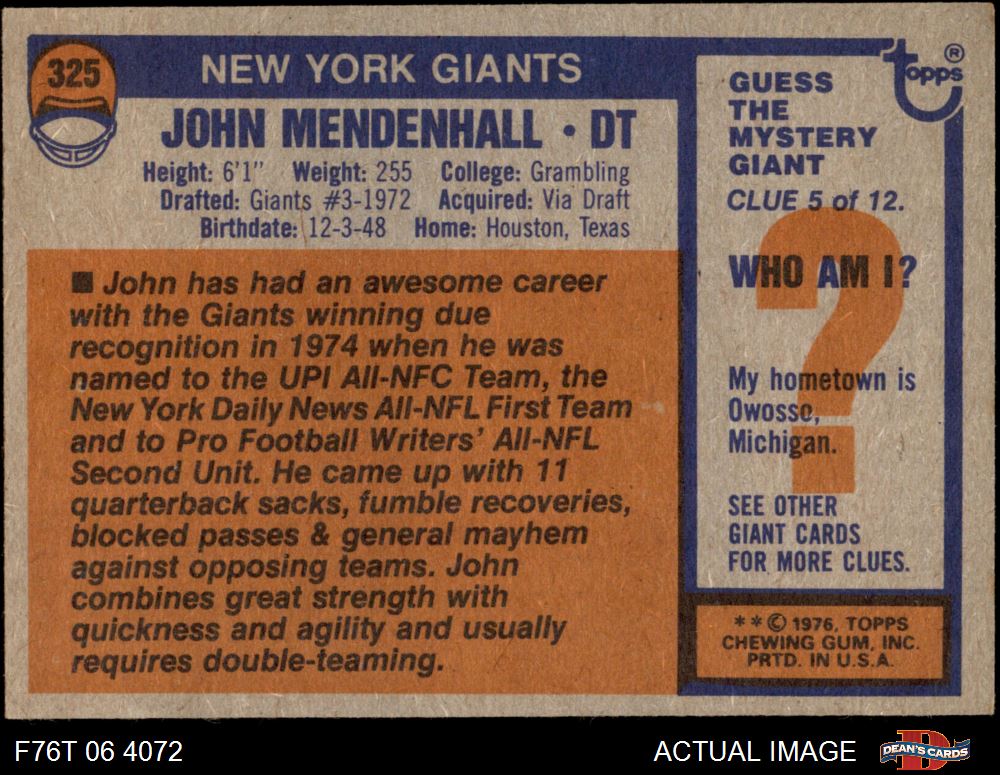 325
NEW YORK GIANTS
JOHN MENDENHALL • DT
Height: 6'1" Weight: 255 College: Grambling
Drafted: Giants #3-1972 Acquired: Via Draft
Birthdate: 12-3-48 Home: Houston, Texas
■ John has had an awesome career
with the Giants winning due
recognition in 1974 when he was
named to the UPI All-NFC Team, the
New York Daily News All-NFL First Team
and to Pro Football Writers' All-NFL
Second Unit. He came up with 11
quarterback sacks, fumble recoveries,
blocked passes & general mayhem
against opposing teams. John
combines great strength with
quickness and agility and usually
requires double-teaming.
topps®
GUESS
THE
MYSTERY
GIANT
CLUE 5 of 12.
WHO AM I?
?
My hometown is
Owosso,
Michigan.
SEE OTHER
GIANT CARDS
FOR MORE CLUES.
**© 1976, TOPPS
CHEWING GUM, INC.
PRTD. IN U.S.A.
F76T 06 4072
ACTUAL IMAGE
D
DEAN'S CARDS